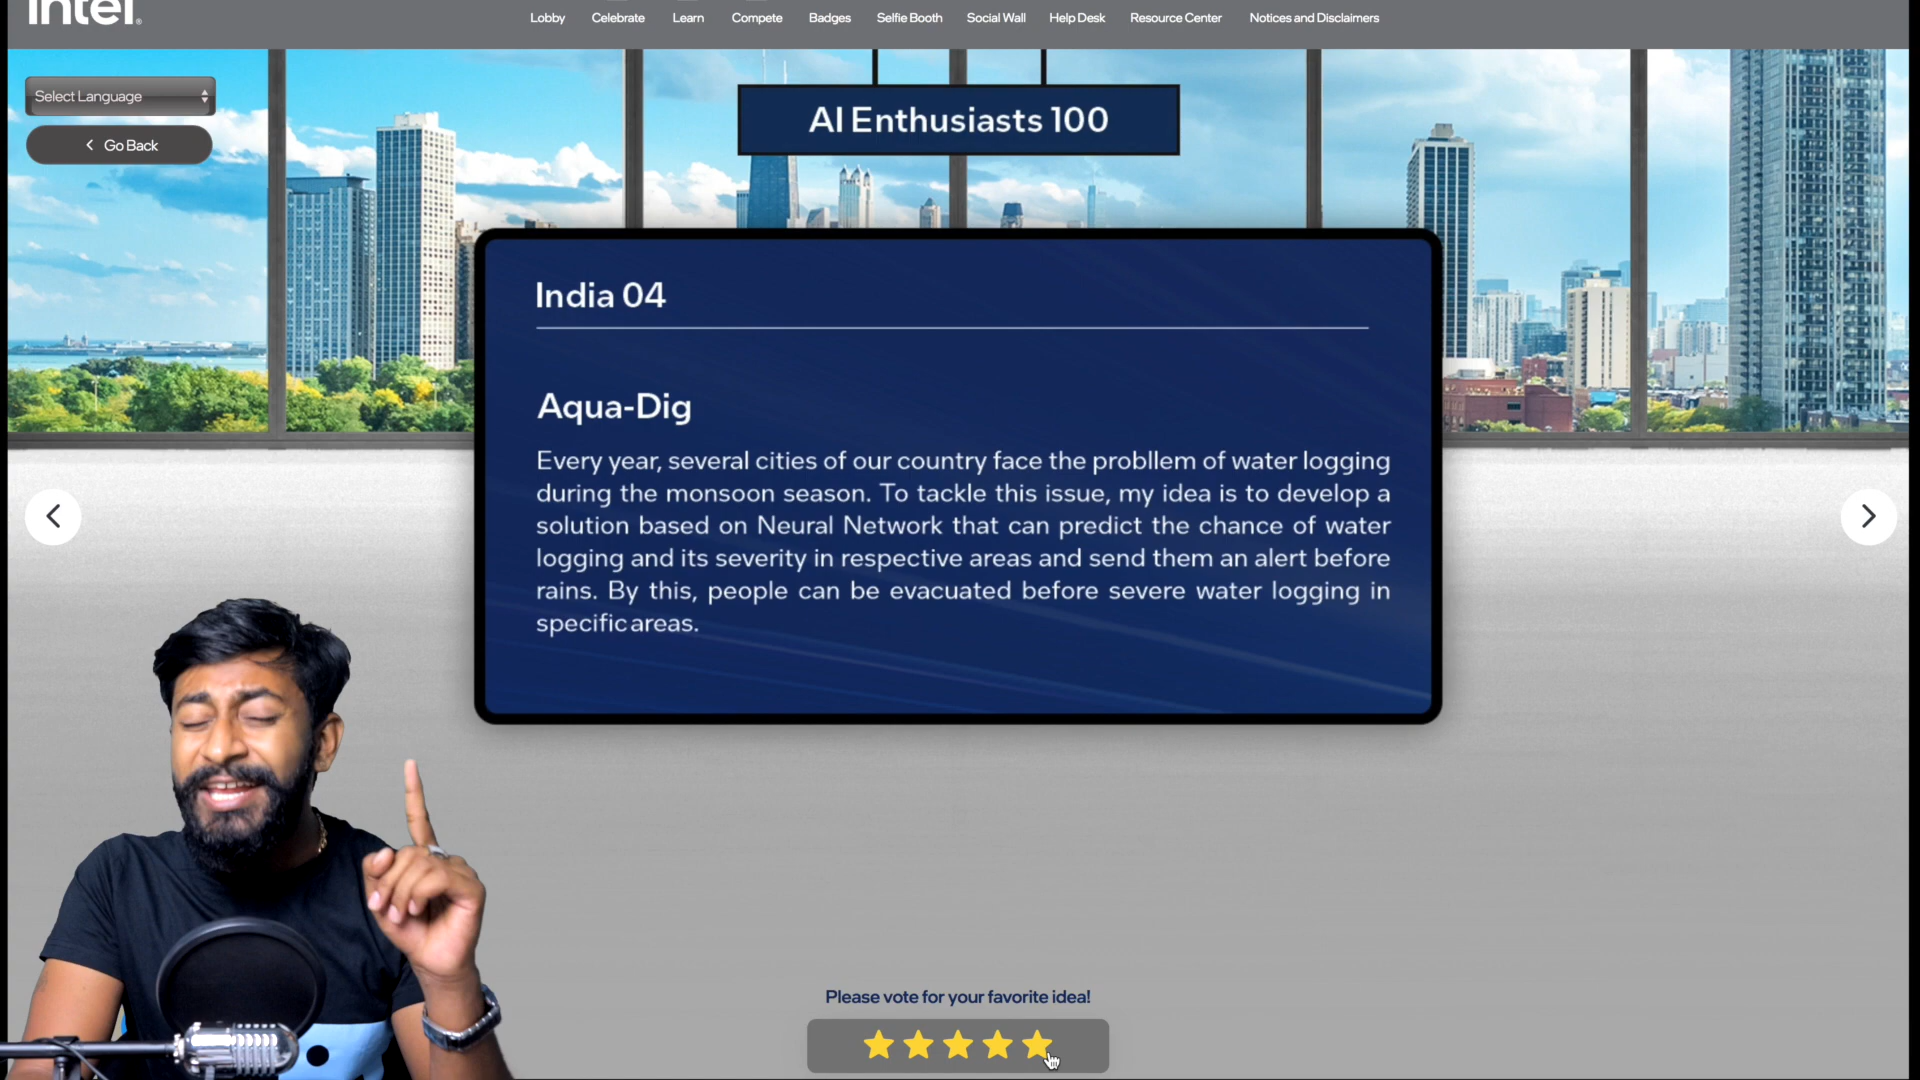 intel.
Lobby Celebrate Learn Compete Badges Selfie Booth Social Wall Help Desk Resource Center Notices and Disclaimers
Select Language
Go Back
AI Enthusiasts 100
India 04
Aqua-Dig
Every year, several cities of our country face the probllem of water logging
during the monsoon season. To tackle this issue, my idea is to develop a
solution based on Neural Network that can predict the chance of water
logging and its severity in respective areas and send them an alert before
rains. By this, people can be evacuated before severe water logging in
specific areas.
Please vote for your favorite idea!